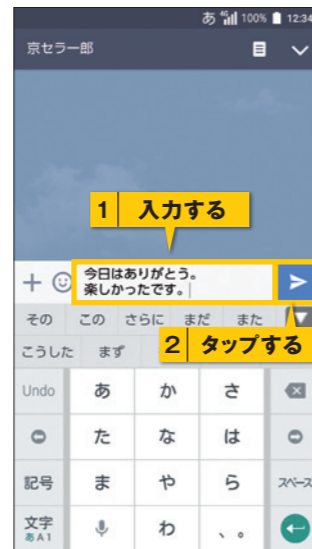 あ 4G 100% 12:34
京セラ一郎
1 入力する
今日はありがとう。
楽しかったです。
その この さらに まだ また
こうした まず
2 タップする
Undo あ か さ
た な は
記号 ま や ら スペース
文字 わ 、。
あA1